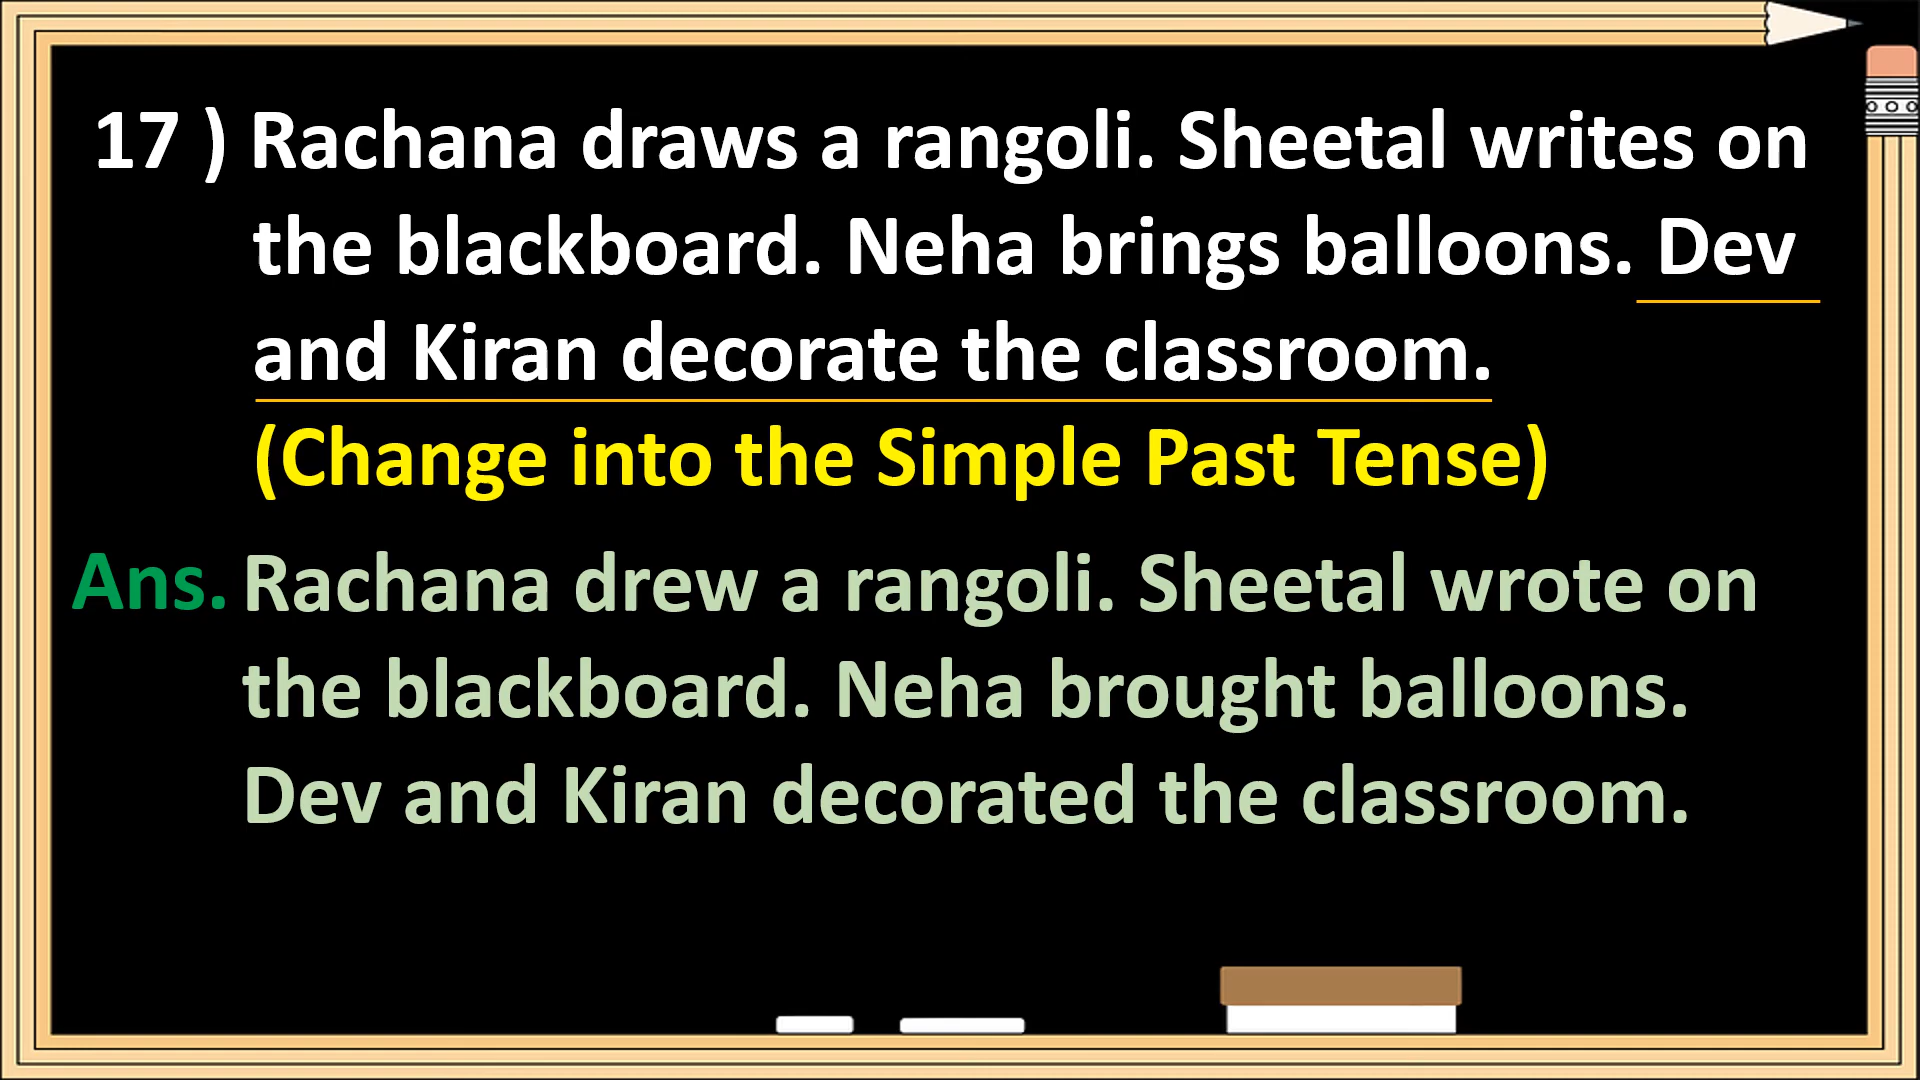 17 ) Rachana draws a rangoli. Sheetal writes on
the blackboard. Neha brings balloons. Dev
and Kiran decorate the classroom.
(Change into the Simple Past Tense)
Ans. Rachana drew a rangoli. Sheetal wrote on
the blackboard. Neha brought balloons.
Dev and Kiran decorated the classroom.